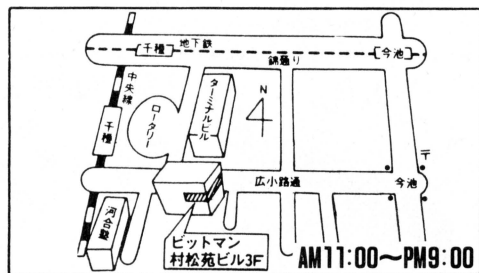 千種
地下鉄
錦通り
今池
中央線
千種
ロータリー
ターミナルビル
N
〒
広小路通
今池
河合塾
ピットマン
村松苑ビル3F
AM11:00〜PM9:00